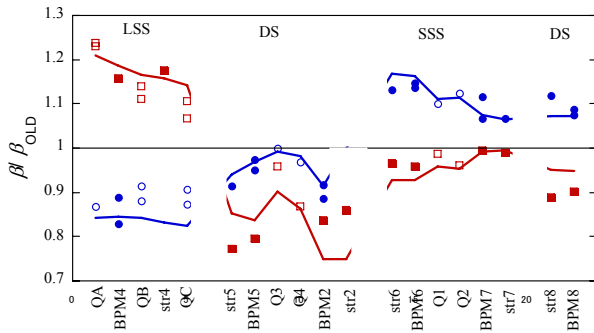 LSS DS SSS DS
1.3
1.2
1.1
1
0.9
0.8
0.7
β/ β OLD
0
20
QA
BPM4
QB
str4
QC
str5
BPM5
Q3
Q4
BPM2
str2
str6
BPM6
Q1
Q2
BPM7
str7
str8
BPM8